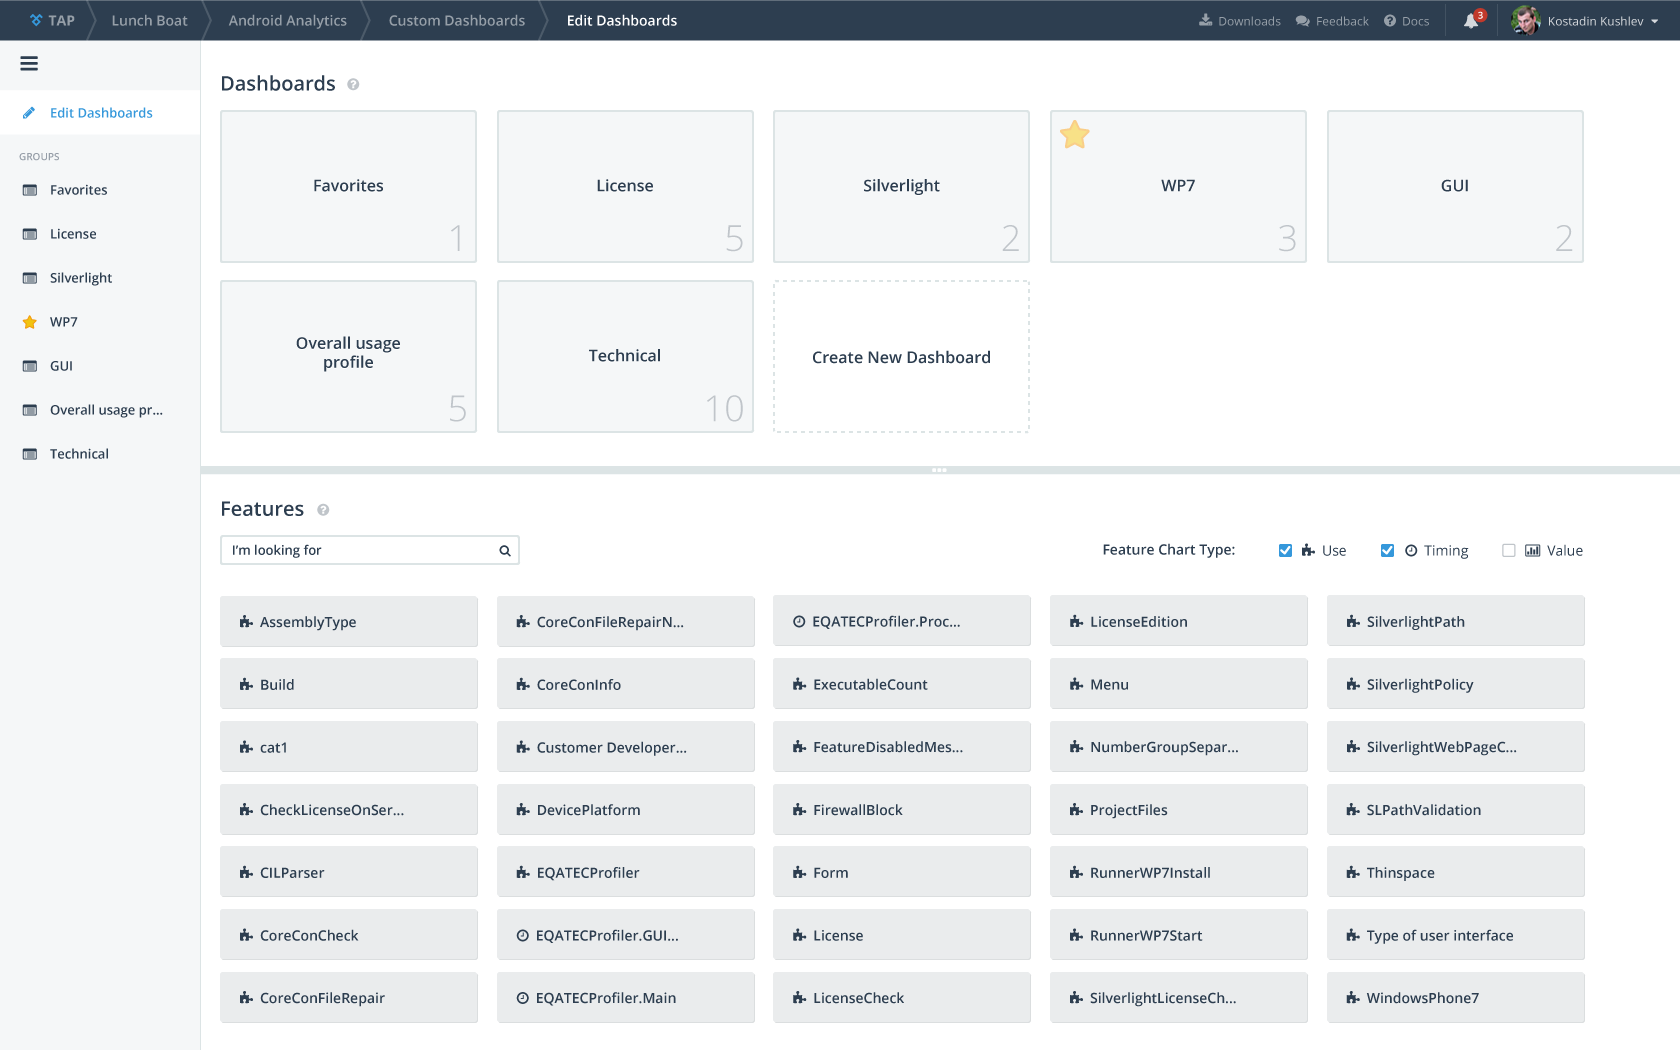 TAP
Lunch Boat
Android Analytics
Custom Dashboards
Edit Dashboards
Downloads
Feedback
Docs
3
Kostadin Kushlev
Edit Dashboards
GROUPS
Favorites
License
Silverlight
WP7
GUI
Overall usage pr...
Technical
Dashboards ?
Favorites
1
License
5
Silverlight
2
WP7
3
GUI
2
Overall usage
profile
5
Technical
10
Create New Dashboard
Features ?
I'm looking for
Feature Chart Type:
Use
Timing
Value
AssemblyType
CoreConFileRepairN...
EQATECProfiler.Proc...
LicenseEdition
SilverlightPath
Build
CoreConInfo
ExecutableCount
Menu
SilverlightPolicy
cat1
Customer Developer...
FeatureDisabledMes...
NumberGroupSepar...
SilverlightWebPageC...
CheckLicenseOnSer...
DevicePlatform
FirewallBlock
ProjectFiles
SLPathValidation
CILParser
EQATECProfiler
Form
RunnerWP7Install
Thinspace
CoreConCheck
EQATECProfiler.GUI...
License
RunnerWP7Start
Type of user interface
CoreConFileRepair
EQATECProfiler.Main
LicenseCheck
SilverlightLicenseCh...
WindowsPhone7